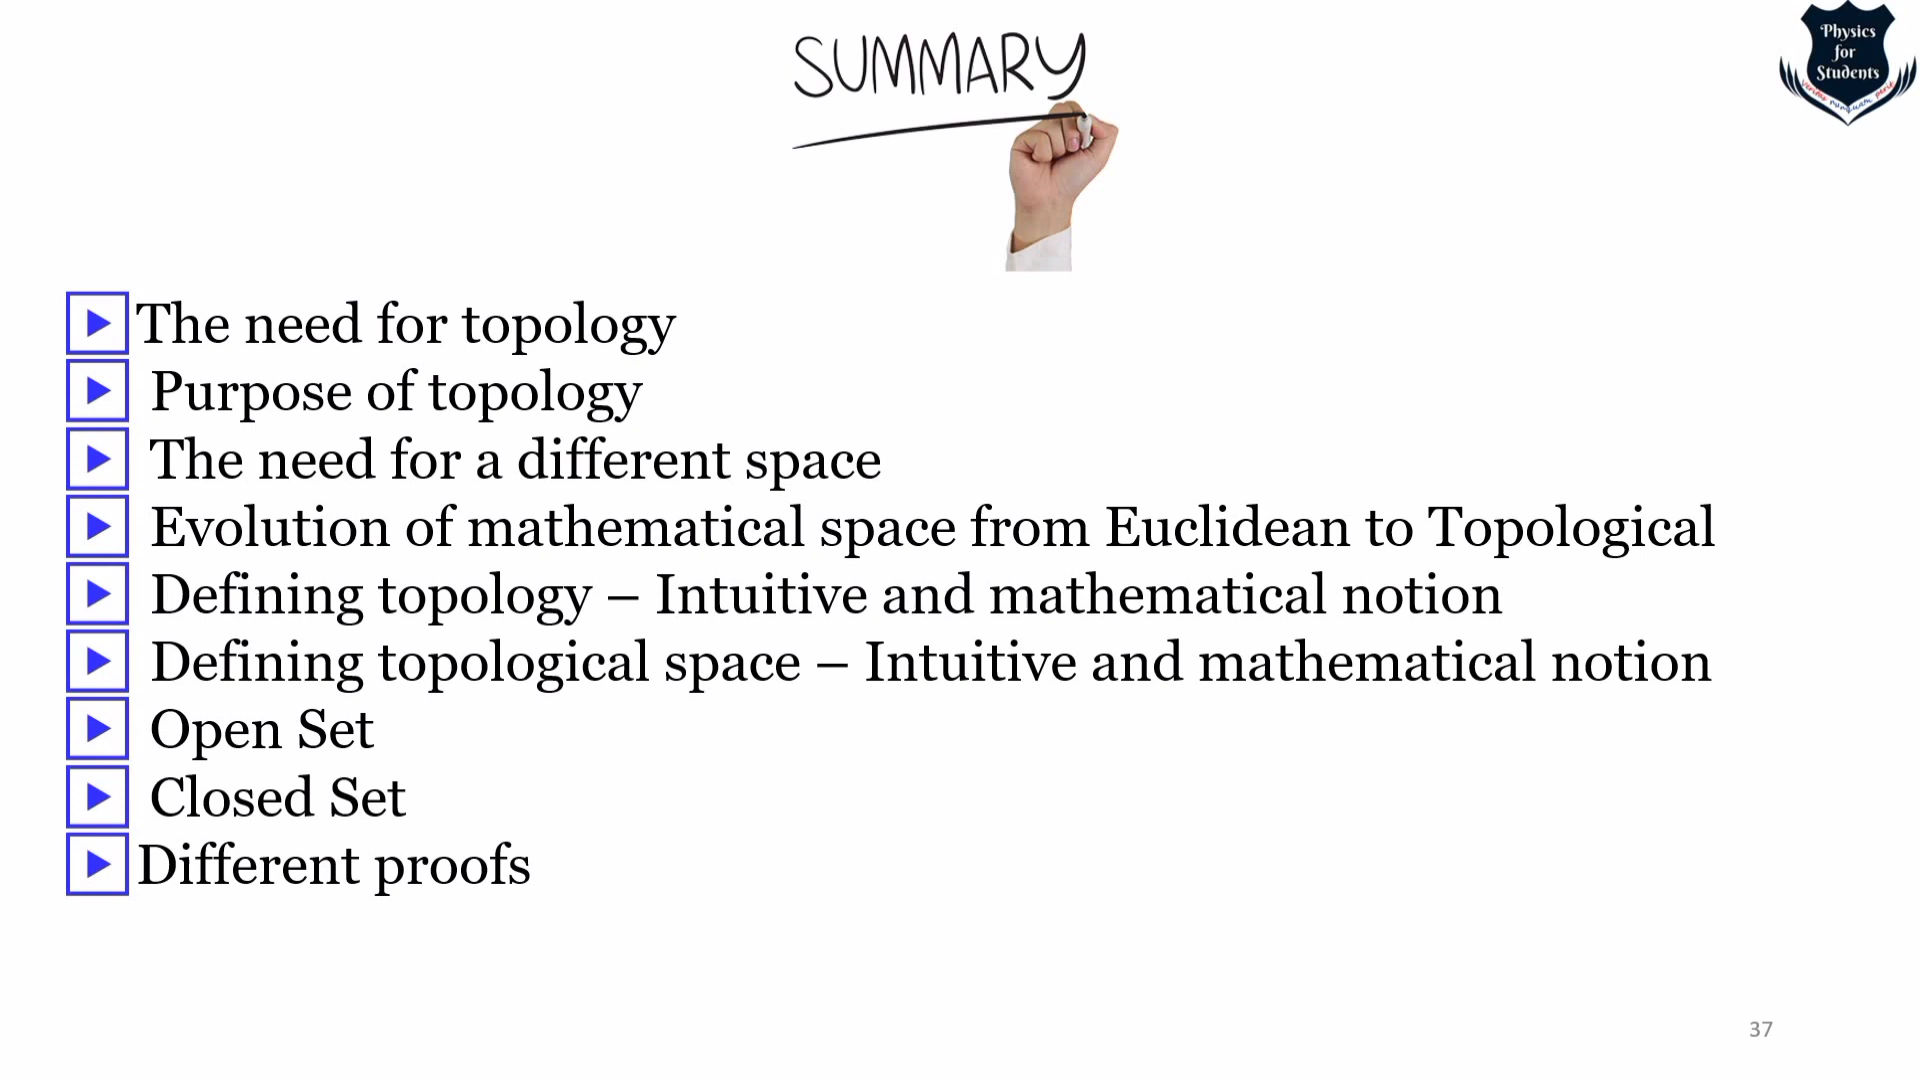 SUMMARY
Physics
for
Students
The need for topology
Purpose of topology
The need for a different space
Evolution of mathematical space from Euclidean to Topological
Defining topology – Intuitive and mathematical notion
Defining topological space – Intuitive and mathematical notion
Open Set
Closed Set
Different proofs
37